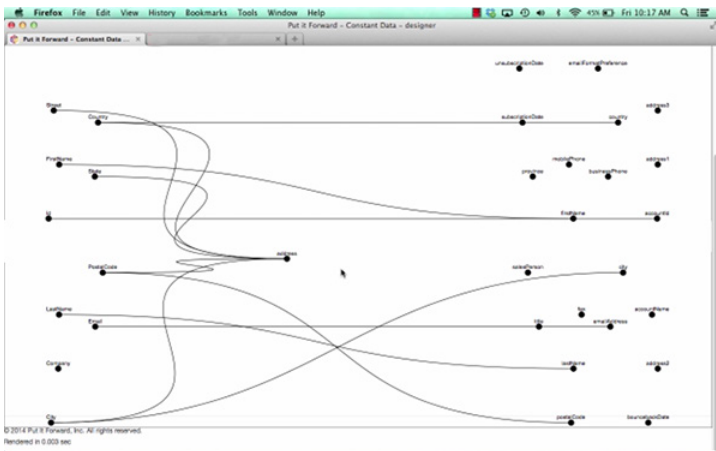 Firefox File Edit View History Bookmarks Tools Window Help 45% Fri 10:17 AM
Put it Forward – Constant Data – designer
Put it Forward – Constant Data ...
unsubscriptionDate emailFormatPreference
Street address3
Country subscriptionDate country
FirstName mobilePhone address1
State province businessPhone
Id firstName accountId
address
PostalCode salesPerson city
LastName fax accountName
Email title emailAddress
Company lastName address2
City postalCode bouncebackDate
© 2014 Put it Forward, Inc. All rights reserved.
Rendered in 0.003 sec